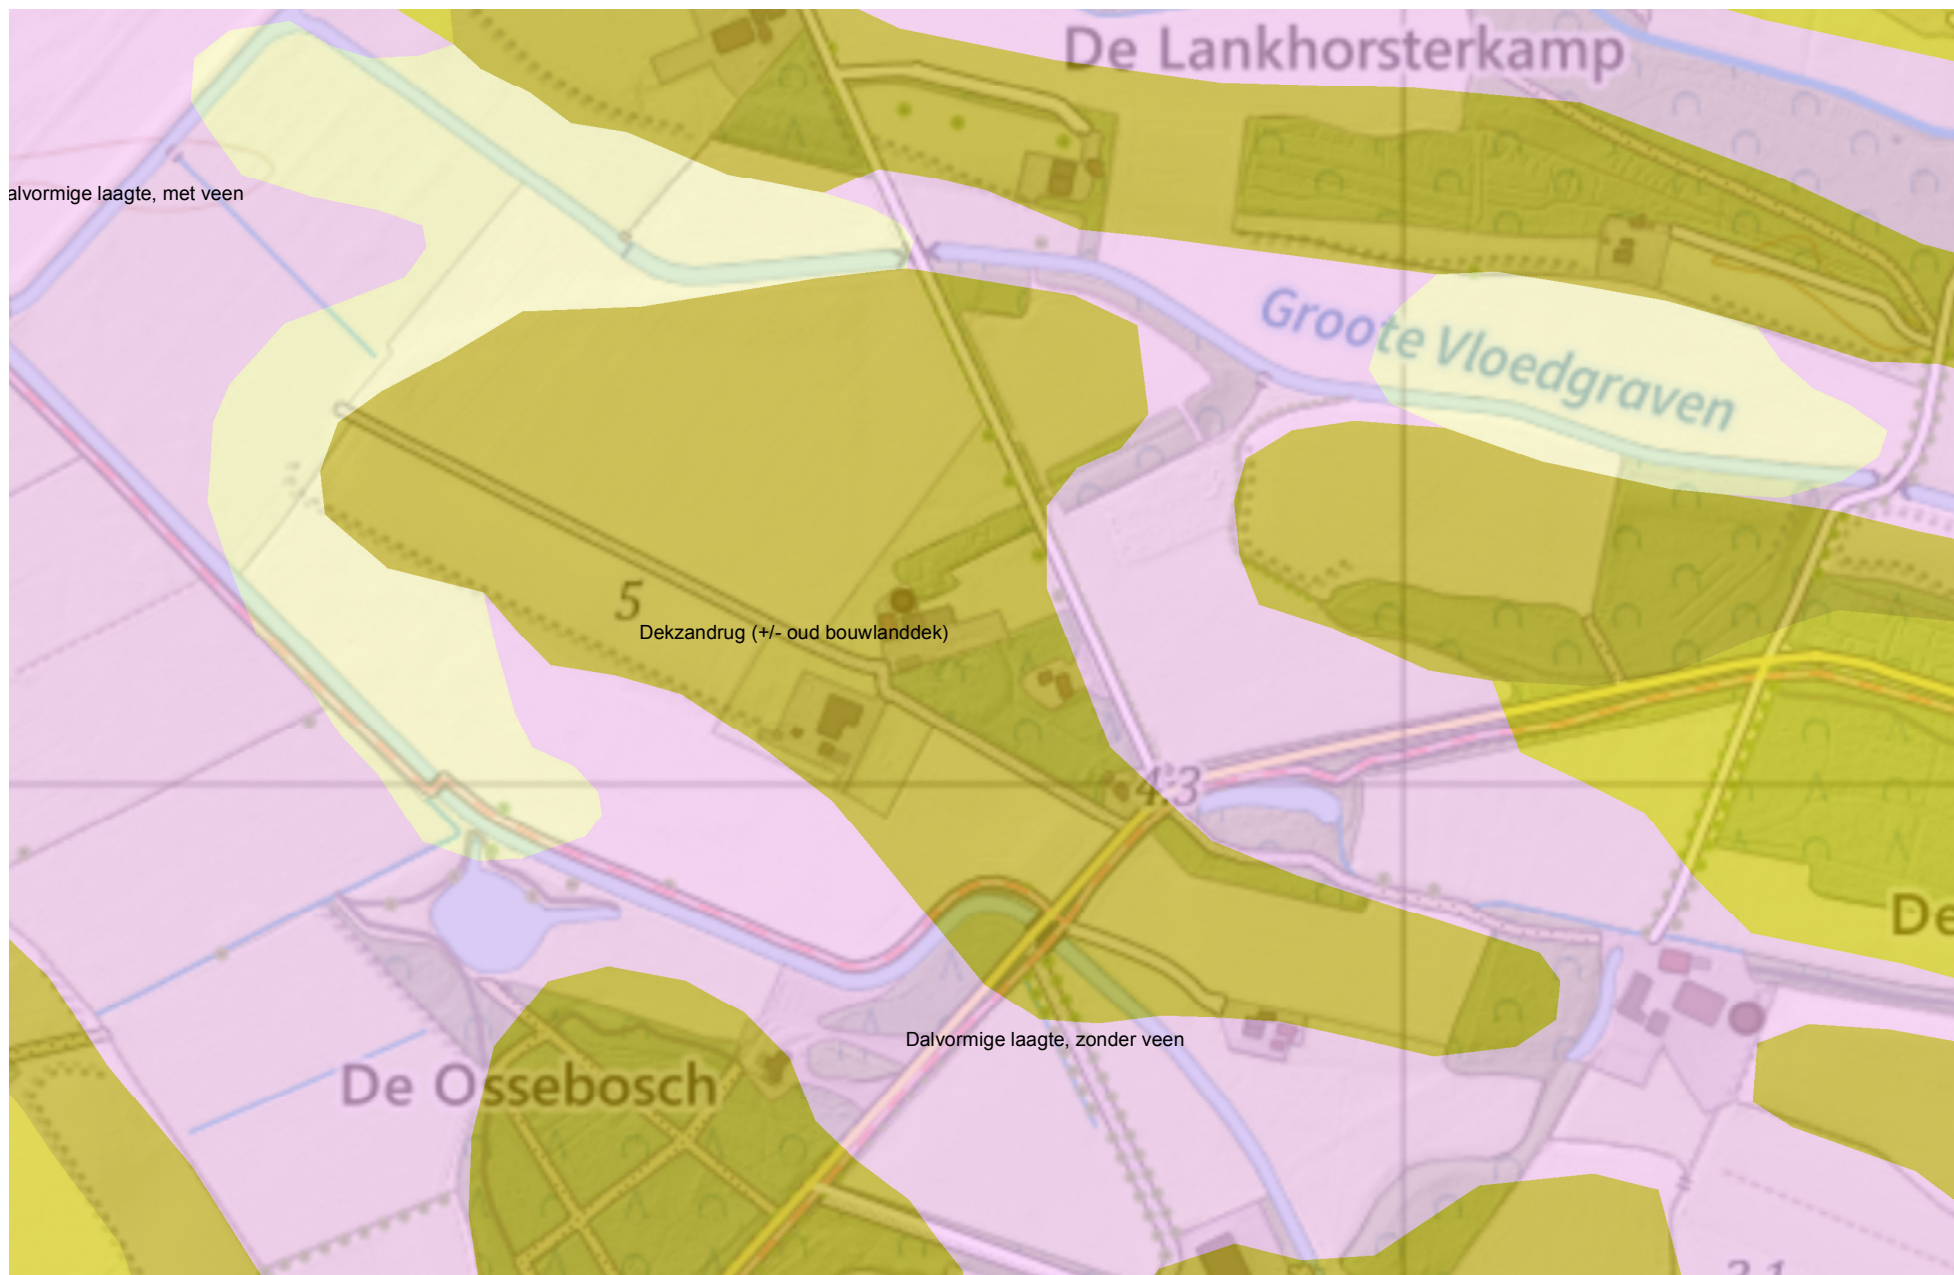 De Lankhorsterkamp
alvormige laagte, met veen
Groote Vloedgraven
5
Dekzandrug (+/- oud bouwlanddek)
4.3
De
Dalvormige laagte, zonder veen
De Ossebosch